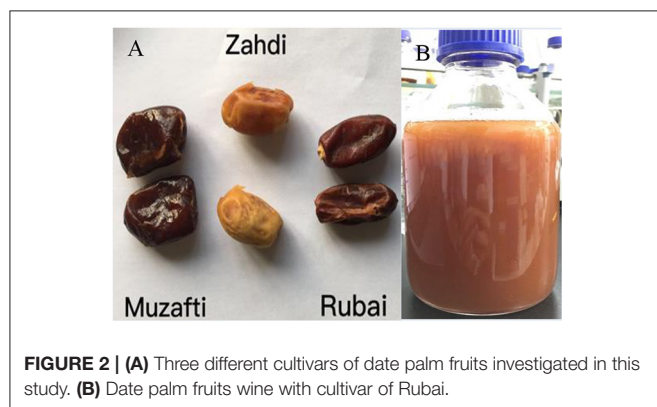 A
Zahdi
B
Muzafti
Rubai
FIGURE 2 | (A) Three different cultivars of date palm fruits investigated in this
study. (B) Date palm fruits wine with cultivar of Rubai.